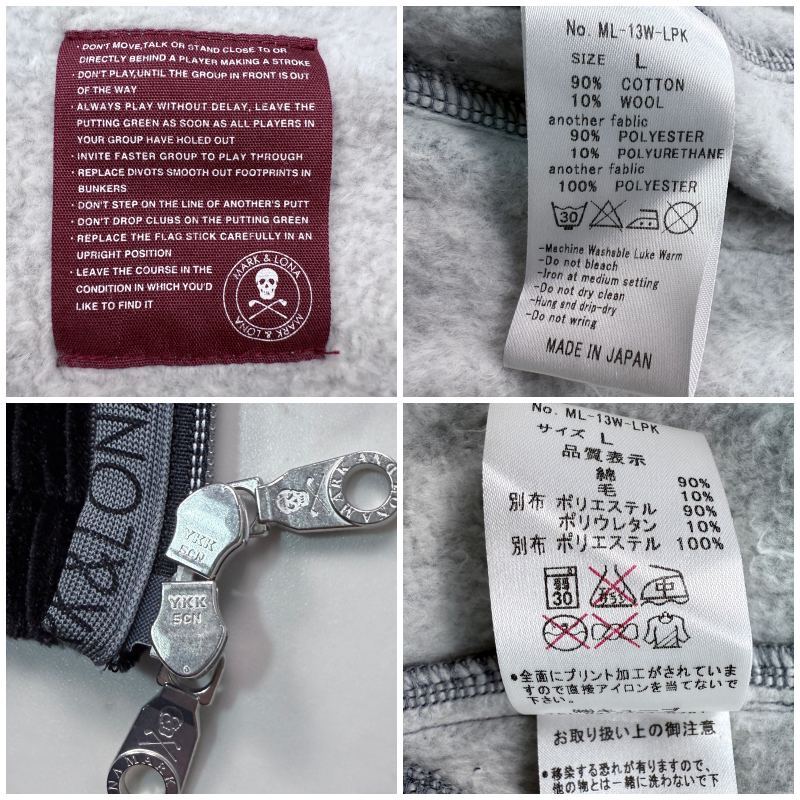 · DON'T MOVE,TALK OR STAND CLOSE TO OR
DIRECTLY BEHIND A PLAYER MAKING A STROKE
· DON'T PLAY,UNTIL THE GROUP IN FRONT IS OUT
OF THE WAY
· ALWAYS PLAY WITHOUT DELAY, LEAVE THE
PUTTING GREEN AS SOON AS ALL PLAYERS IN
YOUR GROUP HAVE HOLED OUT
· INVITE FASTER GROUP TO PLAY THROUGH
· REPLACE DIVOTS SMOOTH OUT FOOTPRINTS IN
BUNKERS
· DON'T STEP ON THE LINE OF ANOTHER'S PUTT
· DON'T DROP CLUBS ON THE PUTTING GREEN
· REPLACE THE FLAG STICK CAREFULLY IN AN
UPRIGHT POSITION
· LEAVE THE COURSE IN THE
CONDITION IN WHICH YOU'D
LIKE TO FIND IT
MARK & LONA
MARK & LONA
No. ML-13W-LPK
SIZE L
90% COTTON
10% WOOL
another fablic
90% POLYESTER
10% POLYURETHANE
another fablic
100% POLYESTER
30
-Machine Washable Luke Warm
-Do not bleach
-Iron at medium setting
-Do not dry clean
-Hung and drip-dry
-Do not wring
MADE IN JAPAN
K&LONA
MARK AND LONA
YKK
5CN
YKK
5CN
NA MARK
No. ML-13W-LPK
サイズ L
品質表示
綿 90%
毛 10%
別布 ポリエステル 90%
ポリウレタン 10%
別布 ポリエステル 100%
弱
30
中
●全面にプリント加工がされていま
すので直接アイロンを当てないで
下さい。
お取り扱い上の御注意
●移染する恐れが有りますので、
他の物とは一緒に洗わないで下